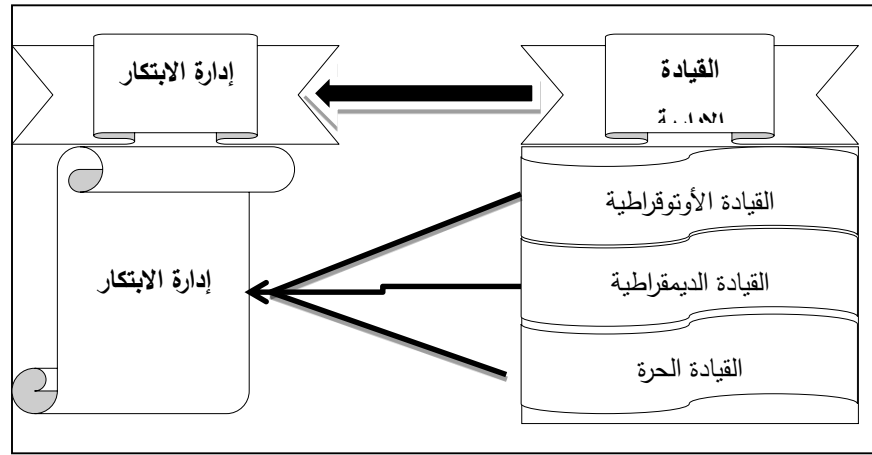 القيادة
إدارة الابتكار
القيادة الأوتوقراطية
القيادة الديمقراطية
إدارة الابتكار
القيادة الحرة